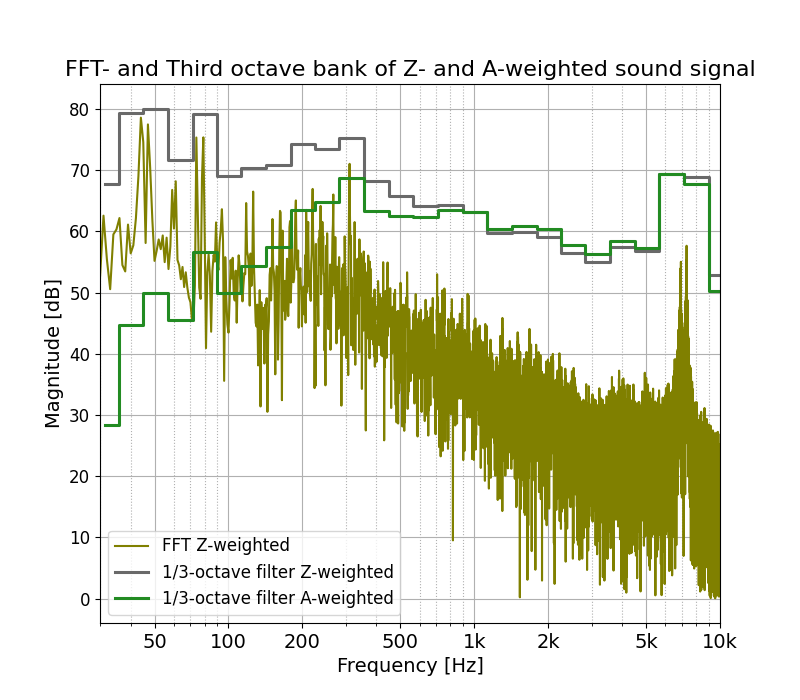 FFT- and Third octave bank of Z- and A-weighted sound signal
Magnitude [dB]
80
70
60
50
40
30
20
10
0
FFT Z-weighted
1/3-octave filter Z-weighted
1/3-octave filter A-weighted
50 100 200 500 1k 2k 5k 10k
Frequency [Hz]